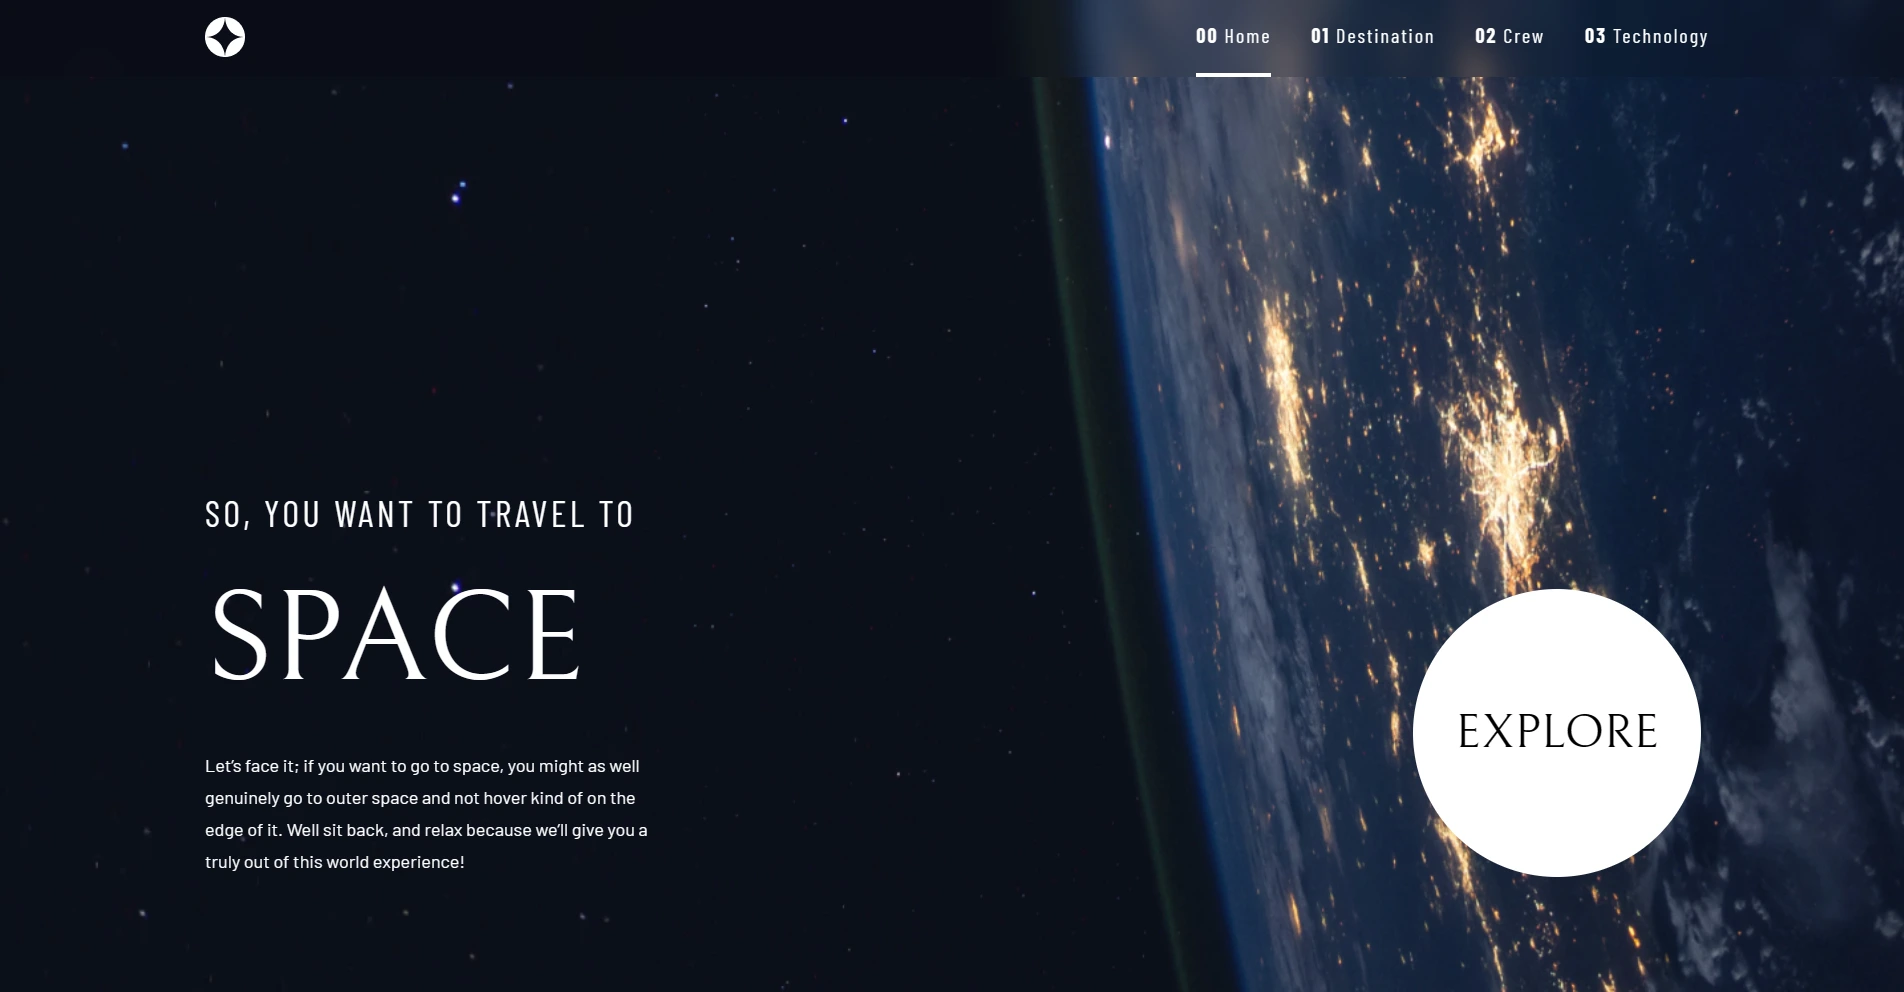 00 Home 01 Destination 02 Crew 03 Technology
SO, YOU WANT TO TRAVEL TO
SPACE
Let’s face it; if you want to go to space, you might as well
genuinely go to outer space and not hover kind of on the
edge of it. Well sit back, and relax because we’ll give you a
truly out of this world experience!
EXPLORE